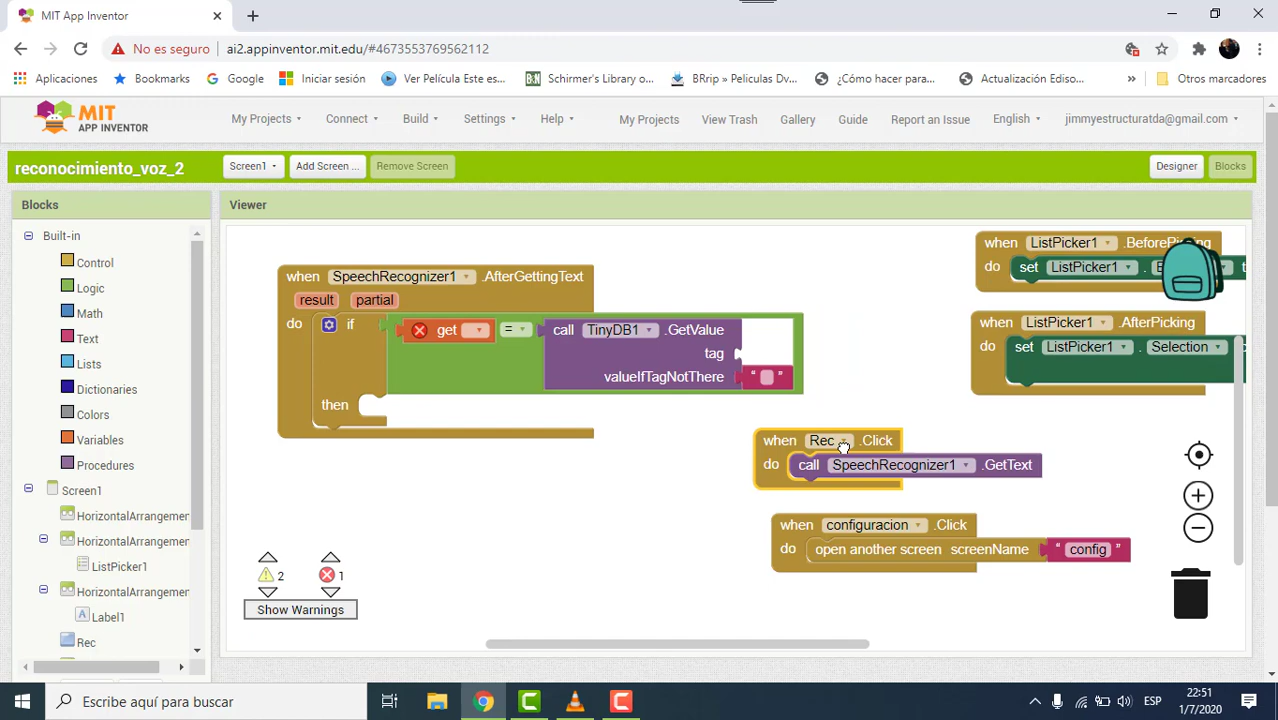 MIT App Inventor
No es seguro
ai2.appinventor.mit.edu/#4673553769562112
Aplicaciones
Bookmarks
Google
Iniciar sesión
Ver Película Este es...
Schirmer's Library o...
BRrip » Peliculas Dv...
¿Cómo hacer para...
Actualización Ediso...
»
Otros marcadores
MIT
APP INVENTOR
My Projects
Connect
Build
Settings
Help
My Projects
View Trash
Gallery
Guide
Report an Issue
English
jimmyestructuratda@gmail.com
reconocimiento_voz_2
Screen1
Add Screen ...
Remove Screen
Designer
Blocks
Blocks
Viewer
Built-in
Control
Logic
Math
Text
Lists
Dictionaries
Colors
Variables
Procedures
Screen1
HorizontalArrangemen
HorizontalArrangemen
ListPicker1
HorizontalArrangemen
A Label1
Rec
when SpeechRecognizer1 .AfterGettingText
result partial
do if get = call TinyDB1 .GetValue
tag
valueIfTagNotThere " "
then
when ListPicker1 .BeforePicking
do set ListPicker1 .
when ListPicker1 .AfterPicking
do set ListPicker1 . Selection
when Rec .Click
do call SpeechRecognizer1 .GetText
when configuracion .Click
do open another screen screenName " config "
2
1
Show Warnings
Escribe aquí para buscar
ESP
22:51
1/7/2020